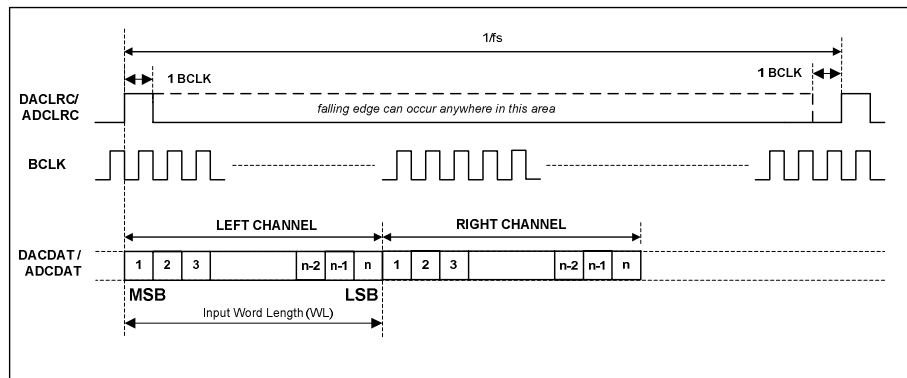 1/fs
1 BCLK
1 BCLK
DACLRC/
ADCLRC
falling edge can occur anywhere in this area
BCLK
LEFT CHANNEL
RIGHT CHANNEL
DACDAT /
ADCDAT
1 2 3 n-2 n-1 n 1 2 3 n-2 n-1 n
MSB LSB
Input Word Length (WL)